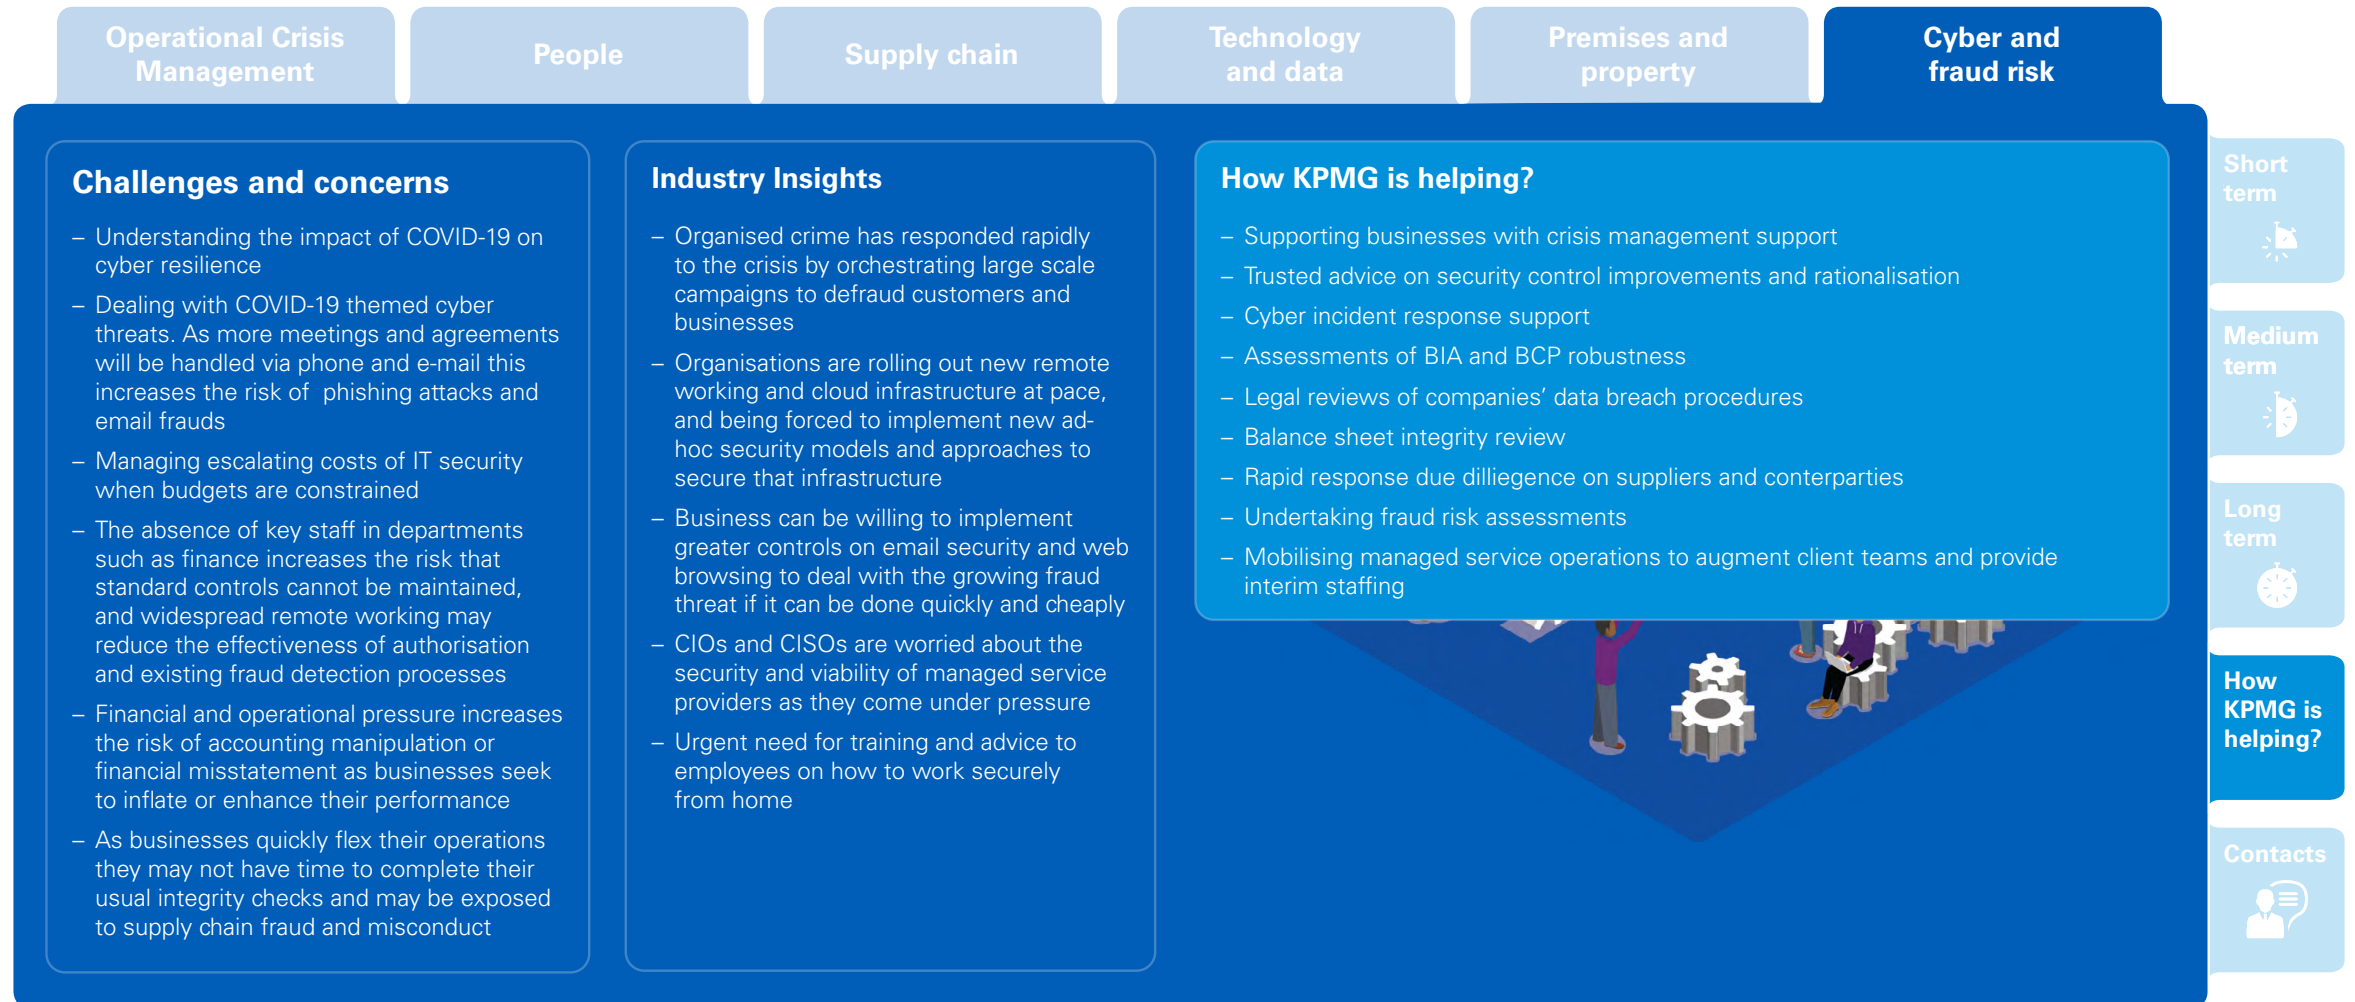 Operational Crisis
Management
People
Supply chain
Technology
and data
Premises and
property
Cyber and
fraud risk
Challenges and concerns
– Understanding the impact of COVID-19 on
cyber resilience
– Dealing with COVID-19 themed cyber
threats. As more meetings and agreements
will be handled via phone and e-mail this
increases the risk of phishing attacks and
email frauds
– Managing escalating costs of IT security
when budgets are constrained
– The absence of key staff in departments
such as finance increases the risk that
standard controls cannot be maintained,
and widespread remote working may
reduce the effectiveness of authorisation
and existing fraud detection processes
– Financial and operational pressure increases
the risk of accounting manipulation or
financial misstatement as businesses seek
to inflate or enhance their performance
– As businesses quickly flex their operations
they may not have time to complete their
usual integrity checks and may be exposed
to supply chain fraud and misconduct
Industry Insights
– Organised crime has responded rapidly
to the crisis by orchestrating large scale
campaigns to defraud customers and
businesses
– Organisations are rolling out new remote
working and cloud infrastructure at pace,
and being forced to implement new ad-
hoc security models and approaches to
secure that infrastructure
– Business can be willing to implement
greater controls on email security and web
browsing to deal with the growing fraud
threat if it can be done quickly and cheaply
– CIOs and CISOs are worried about the
security and viability of managed service
providers as they come under pressure
– Urgent need for training and advice to
employees on how to work securely
from home
How KPMG is helping?
– Supporting businesses with crisis management support
– Trusted advice on security control improvements and rationalisation
– Cyber incident response support
– Assessments of BIA and BCP robustness
– Legal reviews of companies’ data breach procedures
– Balance sheet integrity review
– Rapid response due dilliegence on suppliers and conterparties
– Undertaking fraud risk assessments
– Mobilising managed service operations to augment client teams and provide
interim staffing
Short
term
Medium
term
Long
term
How
KPMG is
helping?
Contacts